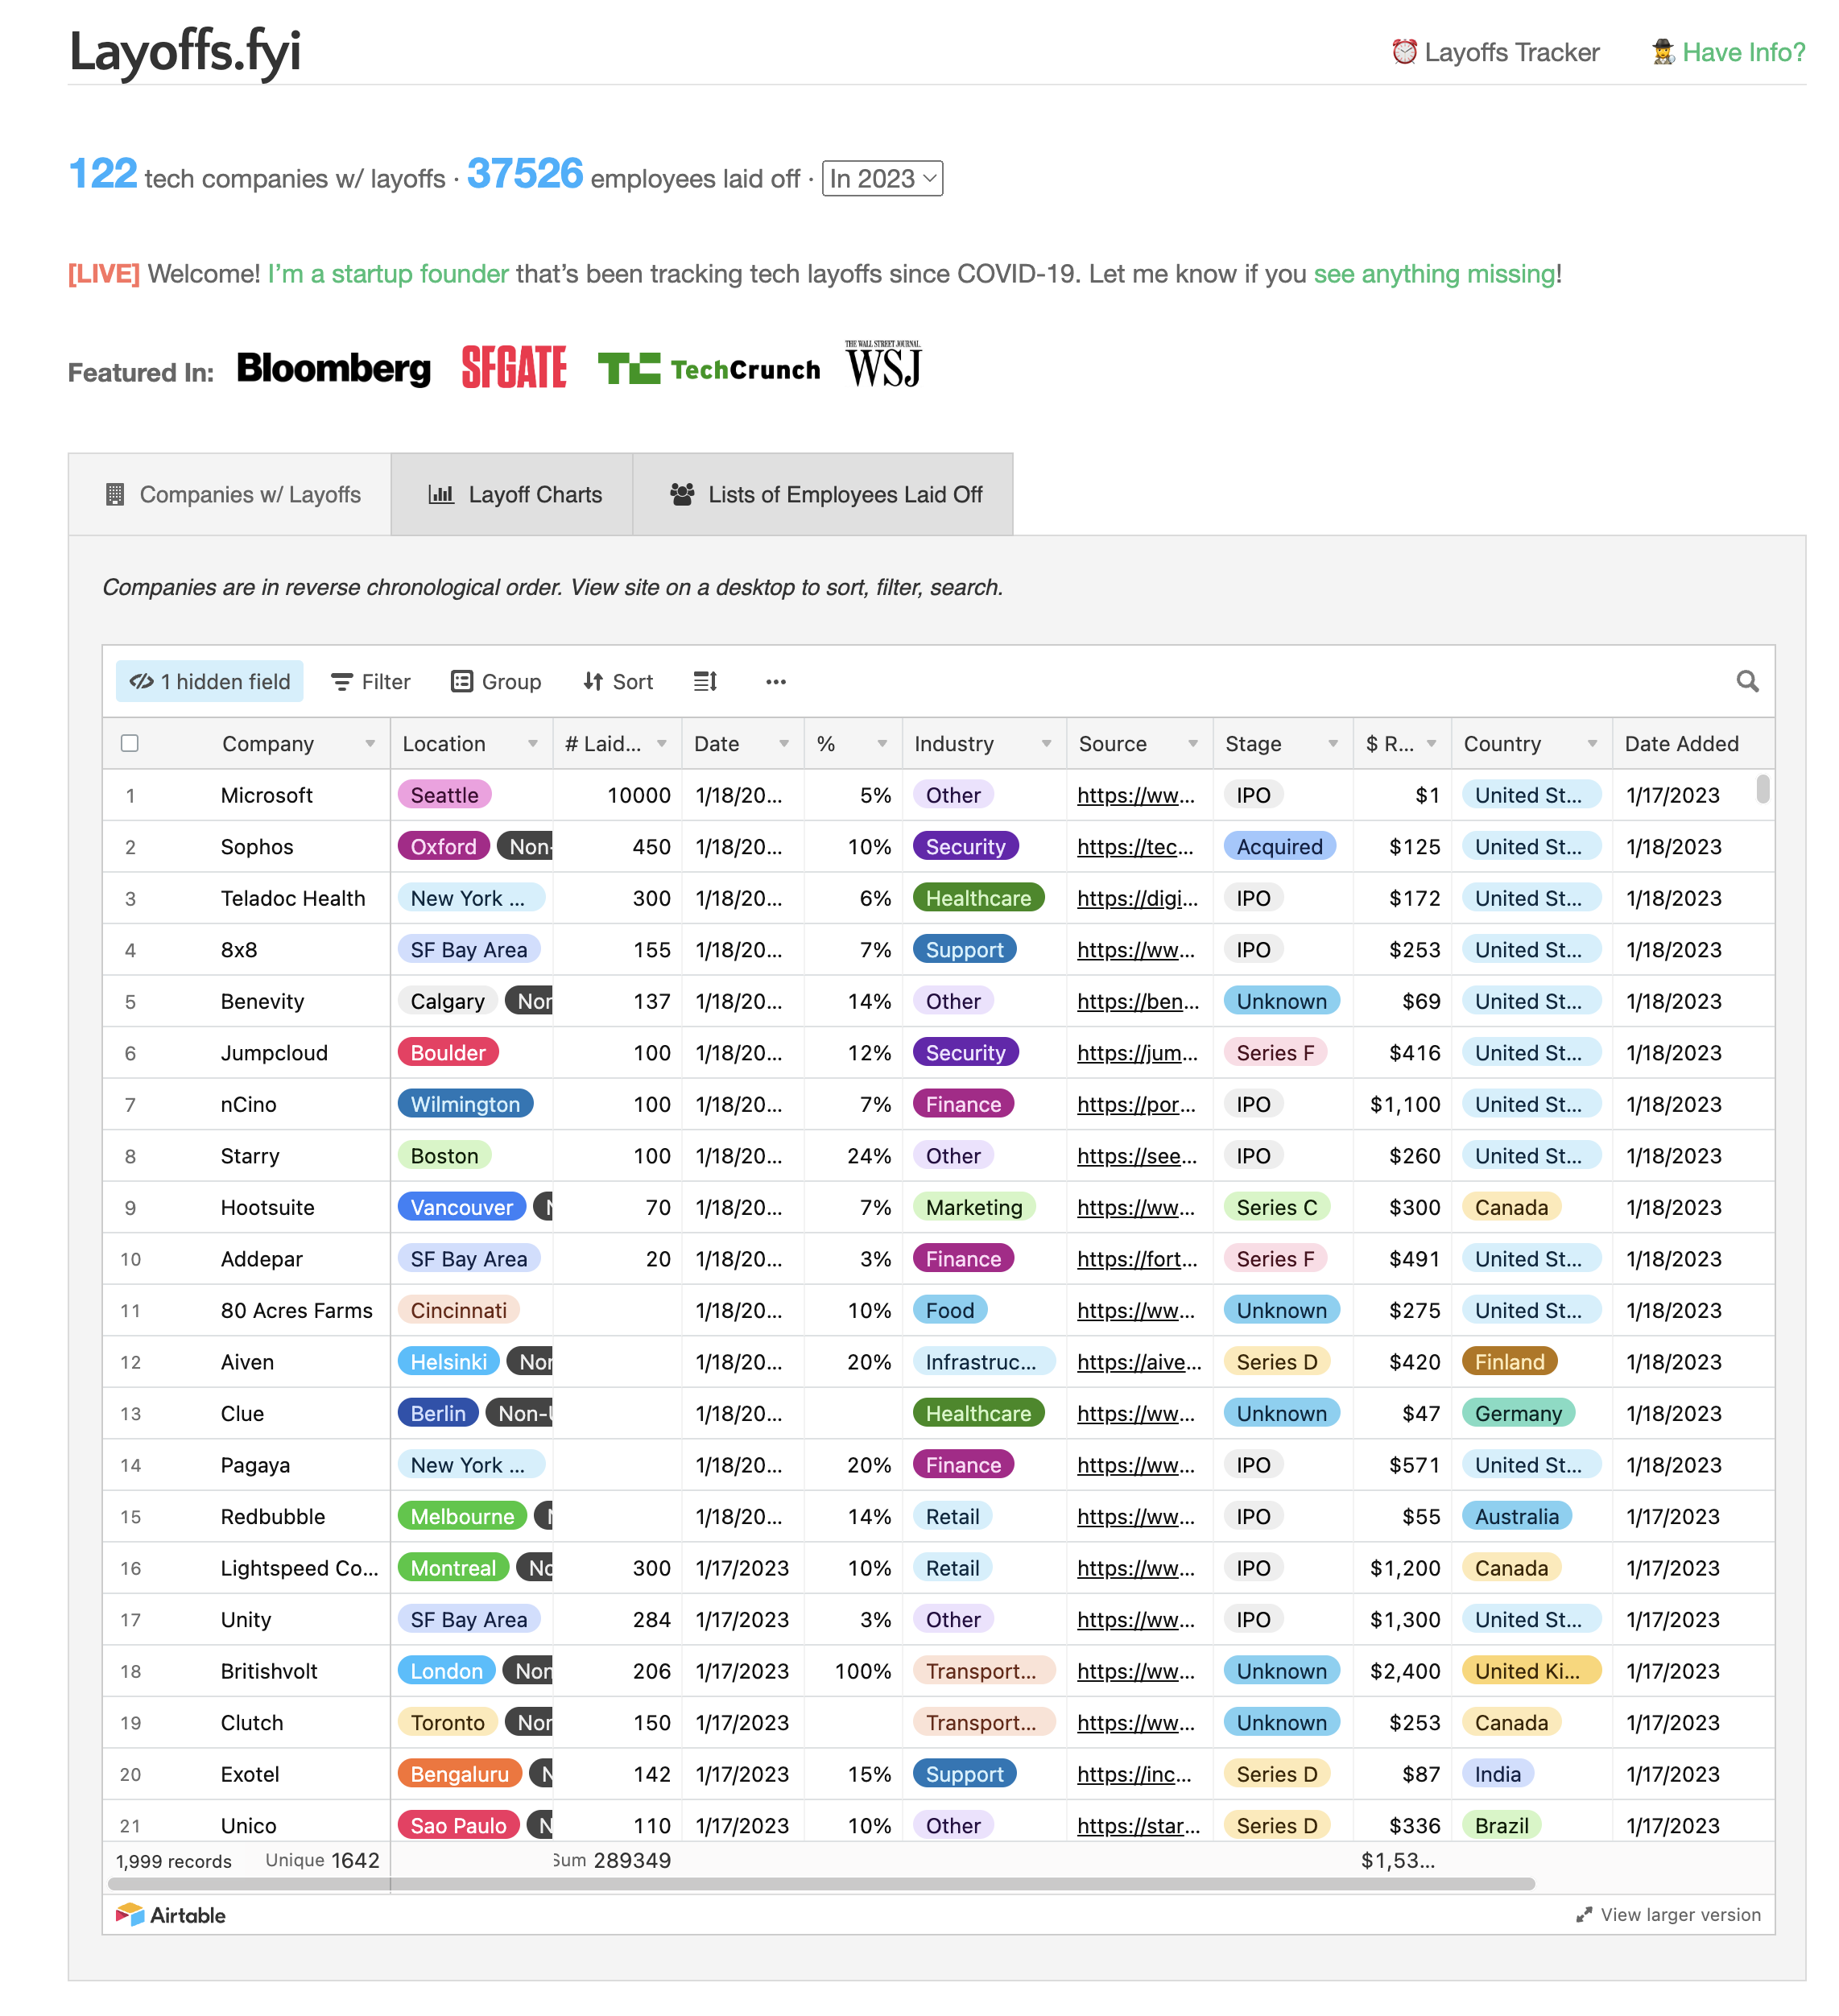 Layoffs.fyi
Layoffs Tracker
Have Info?
122 tech companies w/ layoffs · 37526 employees laid off · In 2023
[LIVE] Welcome! I'm a startup founder that's been tracking tech layoffs since COVID-19. Let me know if you see anything missing!
Featured In: Bloomberg SFGATE TC TechCrunch THE WALL STREET JOURNAL. WSJ
Companies w/ Layoffs Layoff Charts Lists of Employees Laid Off
Companies are in reverse chronological order. View site on a desktop to sort, filter, search.
1 hidden field Filter Group Sort ...
Company Location # Laid... Date % Industry Source Stage $ R... Country Date Added
1 Microsoft Seattle 10000 1/18/20... 5% Other https://ww... IPO $1 United St... 1/17/2023
2 Sophos Oxford Non- 450 1/18/20... 10% Security https://tec... Acquired $125 United St... 1/18/2023
3 Teladoc Health New York ... 300 1/18/20... 6% Healthcare https://digi... IPO $172 United St... 1/18/2023
4 8x8 SF Bay Area 155 1/18/20... 7% Support https://ww... IPO $253 United St... 1/18/2023
5 Benevity Calgary Non 137 1/18/20... 14% Other https://ben... Unknown $69 United St... 1/18/2023
6 Jumpcloud Boulder 100 1/18/20... 12% Security https://jum... Series F $416 United St... 1/18/2023
7 nCino Wilmington 100 1/18/20... 7% Finance https://por... IPO $1,100 United St... 1/18/2023
8 Starry Boston 100 1/18/20... 24% Other https://see... IPO $260 United St... 1/18/2023
9 Hootsuite Vancouver N 70 1/18/20... 7% Marketing https://ww... Series C $300 Canada 1/18/2023
10 Addepar SF Bay Area 20 1/18/20... 3% Finance https://fort... Series F $491 United St... 1/18/2023
11 80 Acres Farms Cincinnati 1/18/20... 10% Food https://ww... Unknown $275 United St... 1/18/2023
12 Aiven Helsinki Non 1/18/20... 20% Infrastruc... https://aive... Series D $420 Finland 1/18/2023
13 Clue Berlin Non-U 1/18/20... Healthcare https://ww... Unknown $47 Germany 1/18/2023
14 Pagaya New York ... 1/18/20... 20% Finance https://ww... IPO $571 United St... 1/18/2023
15 Redbubble Melbourne N 1/18/20... 14% Retail https://ww... IPO $55 Australia 1/17/2023
16 Lightspeed Co... Montreal No 300 1/17/2023 10% Retail https://ww... IPO $1,200 Canada 1/17/2023
17 Unity SF Bay Area 284 1/17/2023 3% Other https://ww... IPO $1,300 United St... 1/17/2023
18 Britishvolt London Non 206 1/17/2023 100% Transport... https://ww... Unknown $2,400 United Ki... 1/17/2023
19 Clutch Toronto Non 150 1/17/2023 Transport... https://ww... Unknown $253 Canada 1/17/2023
20 Exotel Bengaluru N 142 1/17/2023 15% Support https://inc... Series D $87 India 1/17/2023
21 Unico Sao Paulo N 110 1/17/2023 10% Other https://star... Series D $336 Brazil 1/17/2023
1,999 records Unique 1642 Sum 289349 $1,53...
Airtable
View larger version